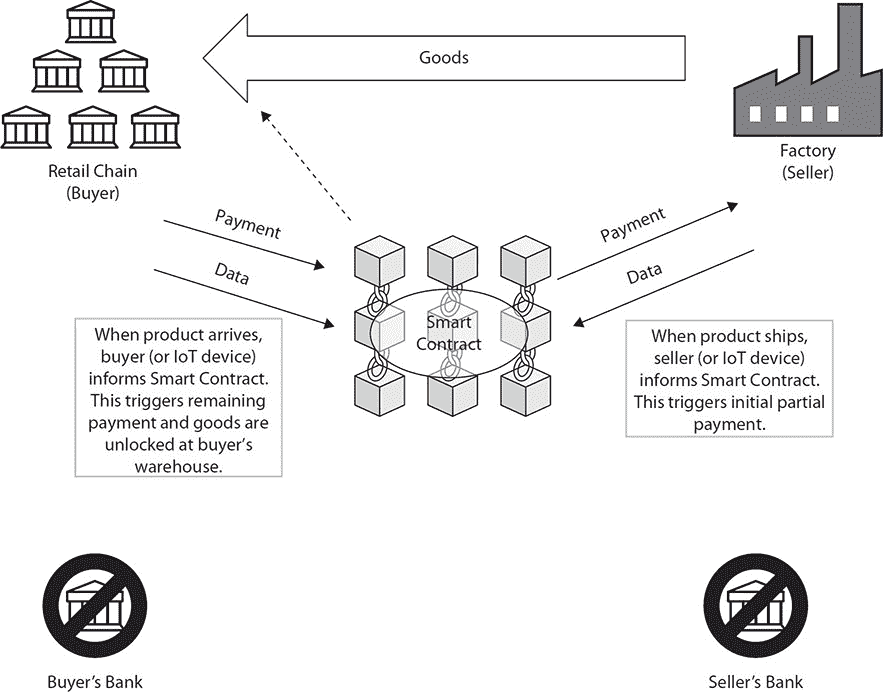 Goods
Retail Chain
(Buyer)
Factory
(Seller)
Payment
Data
Payment
Data
Smart
Contract
When product arrives,
buyer (or IoT device)
informs Smart Contract.
This triggers remaining
payment and goods are
unlocked at buyer’s
warehouse.
When product ships,
seller (or IoT device)
informs Smart Contract.
This triggers initial partial
payment.
Buyer’s Bank
Seller’s Bank